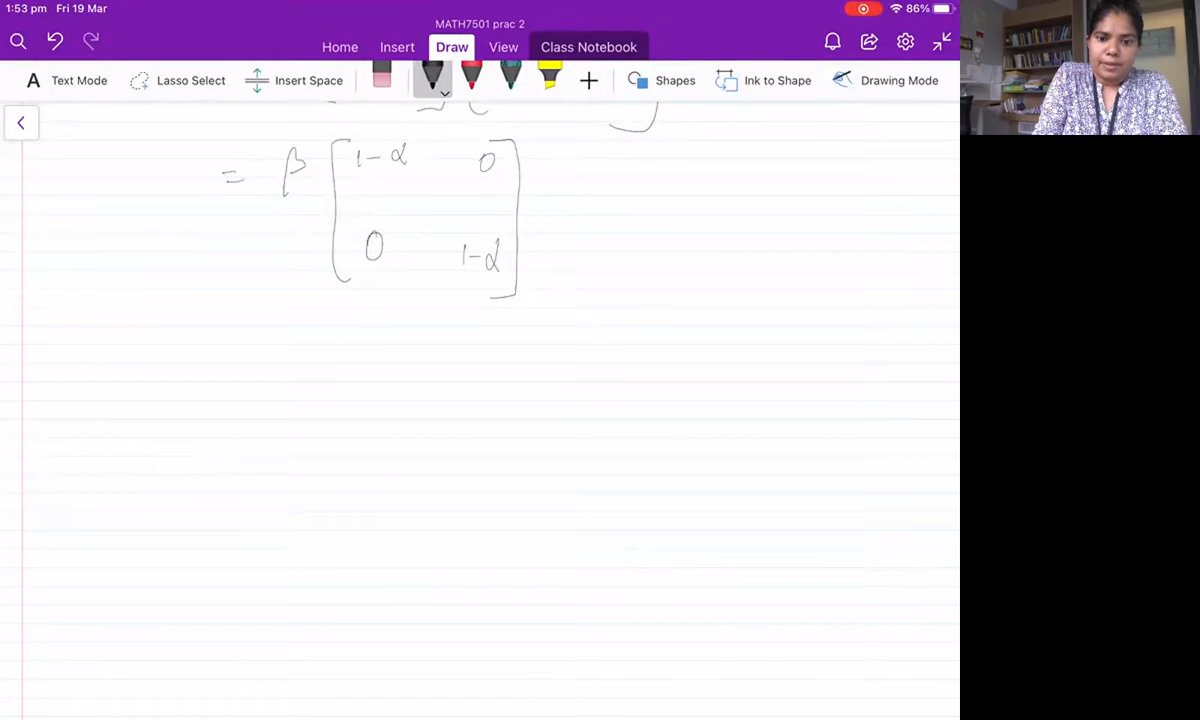 1:53 pm Fri 19 Mar
86%
MATH7501 prac 2
Home Insert Draw View Class Notebook
A Text Mode Lasso Select Insert Space Shapes Ink to Shape Drawing Mode
= β [ 1-α 0
0 1-α ]